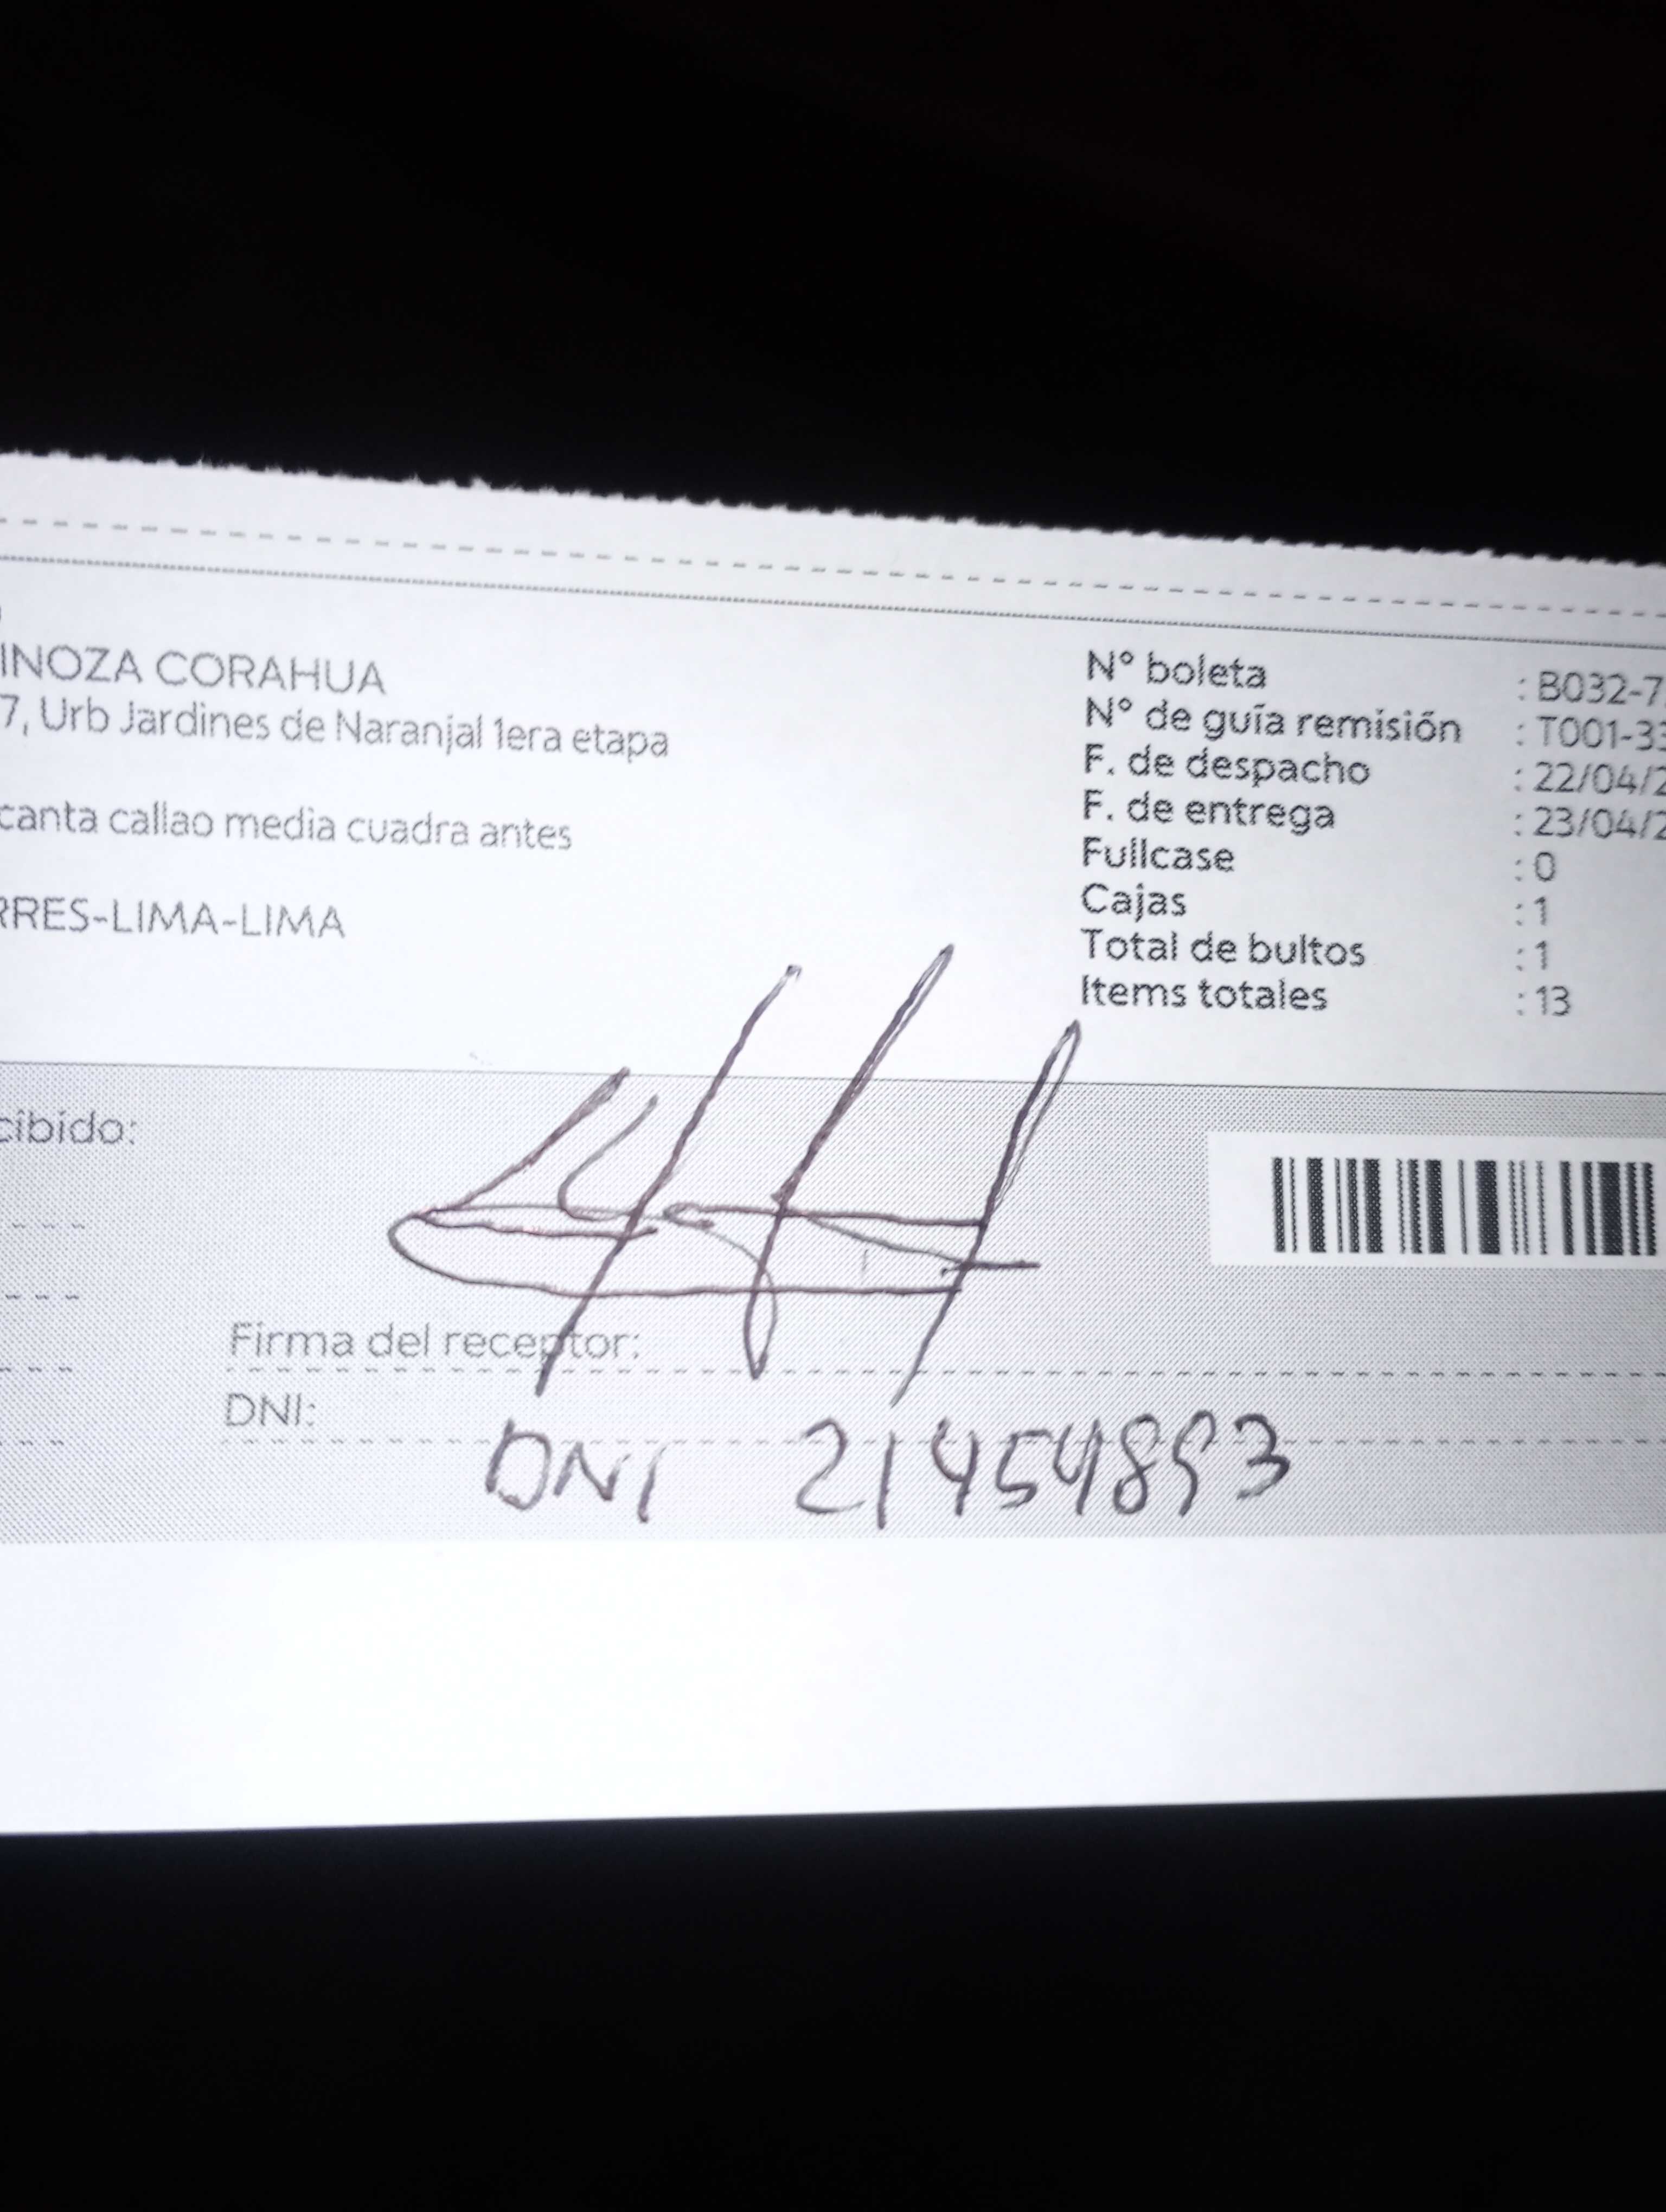 INOZA CORAHUA
7, Urb Jardines de Naranjal 1era etapa
canta callao media cuadra antes
RRES-LIMA-LIMA
N° boleta : B032-7
N° de guía remisión : T001-33
F. de despacho : 22/04/2
F. de entrega : 23/04/2
Fullcase : 0
Cajas : 1
Total de bultos : 1
Items totales : 13
cibido:
Firma del receptor:
DNI:
DNI 21454893